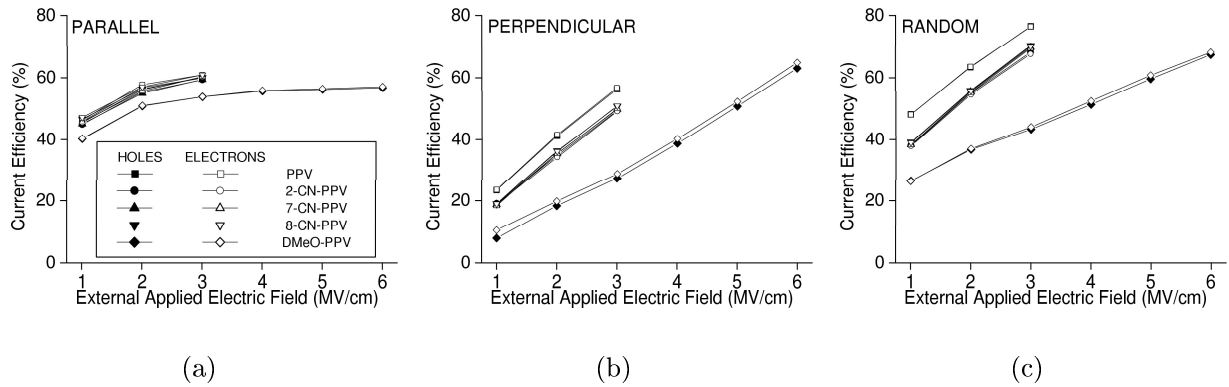 80
PARALLEL
60
40
20
0
Current Efficiency (%)
HOLES ELECTRONS
PPV
2-CN-PPV
7-CN-PPV
8-CN-PPV
DMeO-PPV
1 2 3 4 5 6
External Applied Electric Field (MV/cm)
(a)
80
PERPENDICULAR
60
40
20
0
Current Efficiency (%)
1 2 3 4 5 6
External Applied Electric Field (MV/cm)
(b)
80
RANDOM
60
40
20
0
Current Efficiency (%)
1 2 3 4 5 6
External Applied Electric Field (MV/cm)
(c)